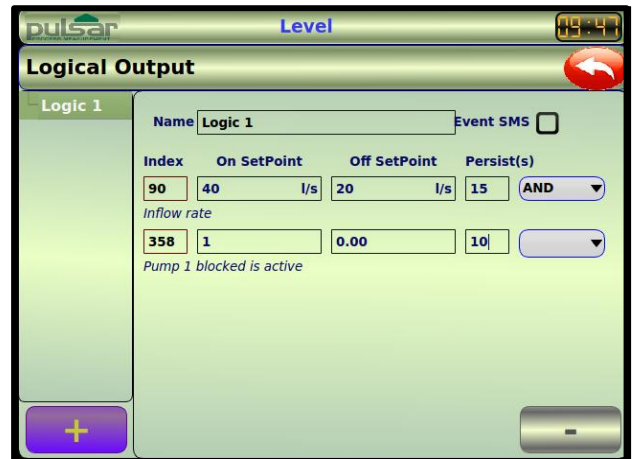 pulsar
Level
09:47
Logical Output
Logic 1
Name Logic 1 Event SMS
Index On SetPoint Off SetPoint Persist(s)
90 40 l/s 20 l/s 15 AND
Inflow rate
358 1 0.00 10
Pump 1 blocked is active
+ -